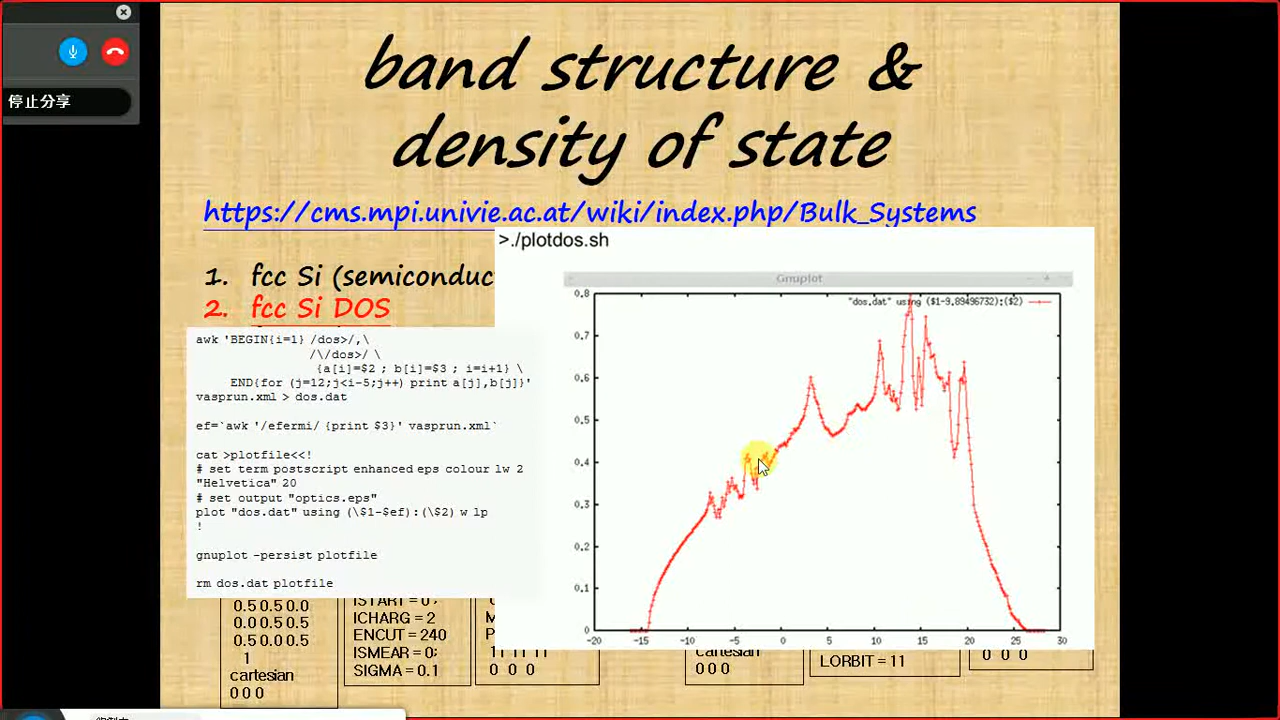 停止分享
band structure &
density of state
https://cms.mpi.univie.ac.at/wiki/index.php/Bulk_Systems
>./plotdos.sh
1. fcc Si (semiconduc
2. fcc Si DOS
awk 'BEGIN{i=1} /dos>/,\
/\/dos>/ \
{a[i]=$2 ; b[i]=$3 ; i=i+1} \
END{for (j=12;j<i-5;j++) print a[j],b[j]}'
vasprun.xml > dos.dat
ef=`awk '/efermi/ {print $3}' vasprun.xml`
cat >plotfile<<!
# set term postscript enhanced eps colour lw 2
"Helvetica" 20
# set output "optics.eps"
plot "dos.dat" using (\$1-$ef):(\$2) w lp
!
gnuplot -persist plotfile
rm dos.dat plotfile
Gnuplot
"dos.dat" using ($1-9.89496732):($2)
0.8
0.7
0.6
0.5
0.4
0.3
0.2
0.1
0
-20 -15 -10 -5 0 5 10 15 20 25 30
0.5 0.5 0.0
0.0 0.5 0.5
0.5 0.0 0.5
1
cartesian
0 0 0
ISTART = 0;
ICHARG = 2
ENCUT = 240
ISMEAR = 0;
SIGMA = 0.1
11 11 11
0 0 0
cartesian
0 0 0
LORBIT = 11
0 0 0